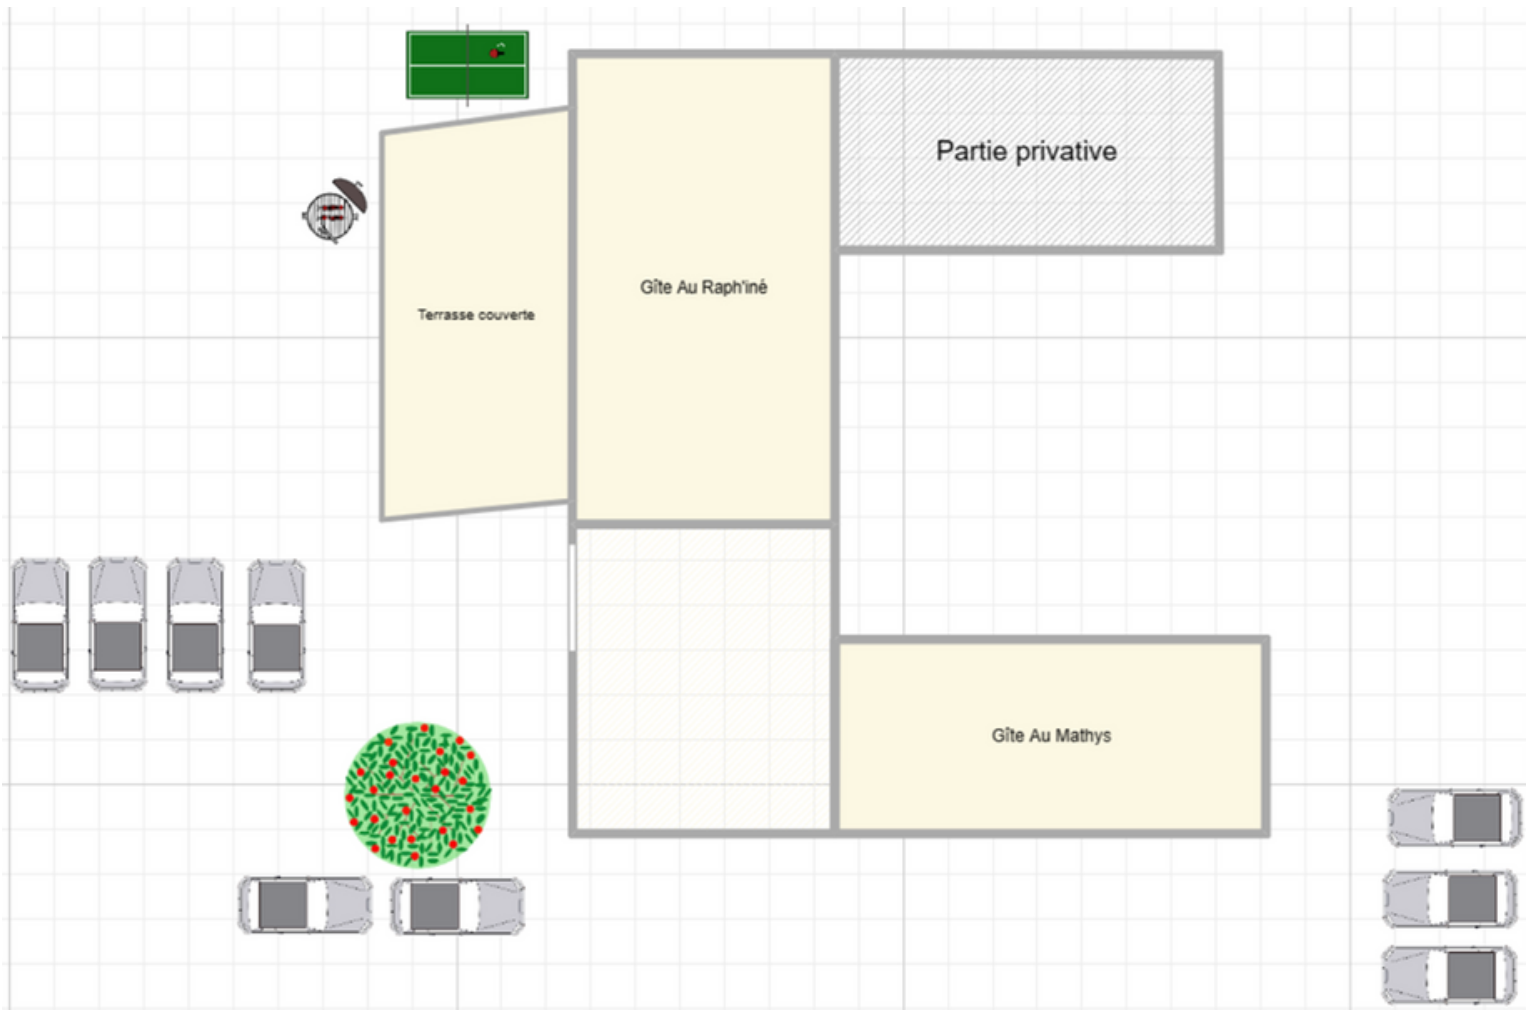 Partie privative
Gîte Au Raph'iné
Terrasse couverte
Gîte Au Mathys